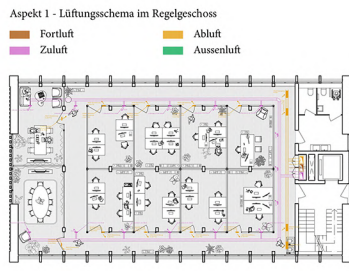 Aspekt 1 - Lüftungsschema im Regelgeschoss
Fortluft
Abluft
Zuluft
Aussenluft